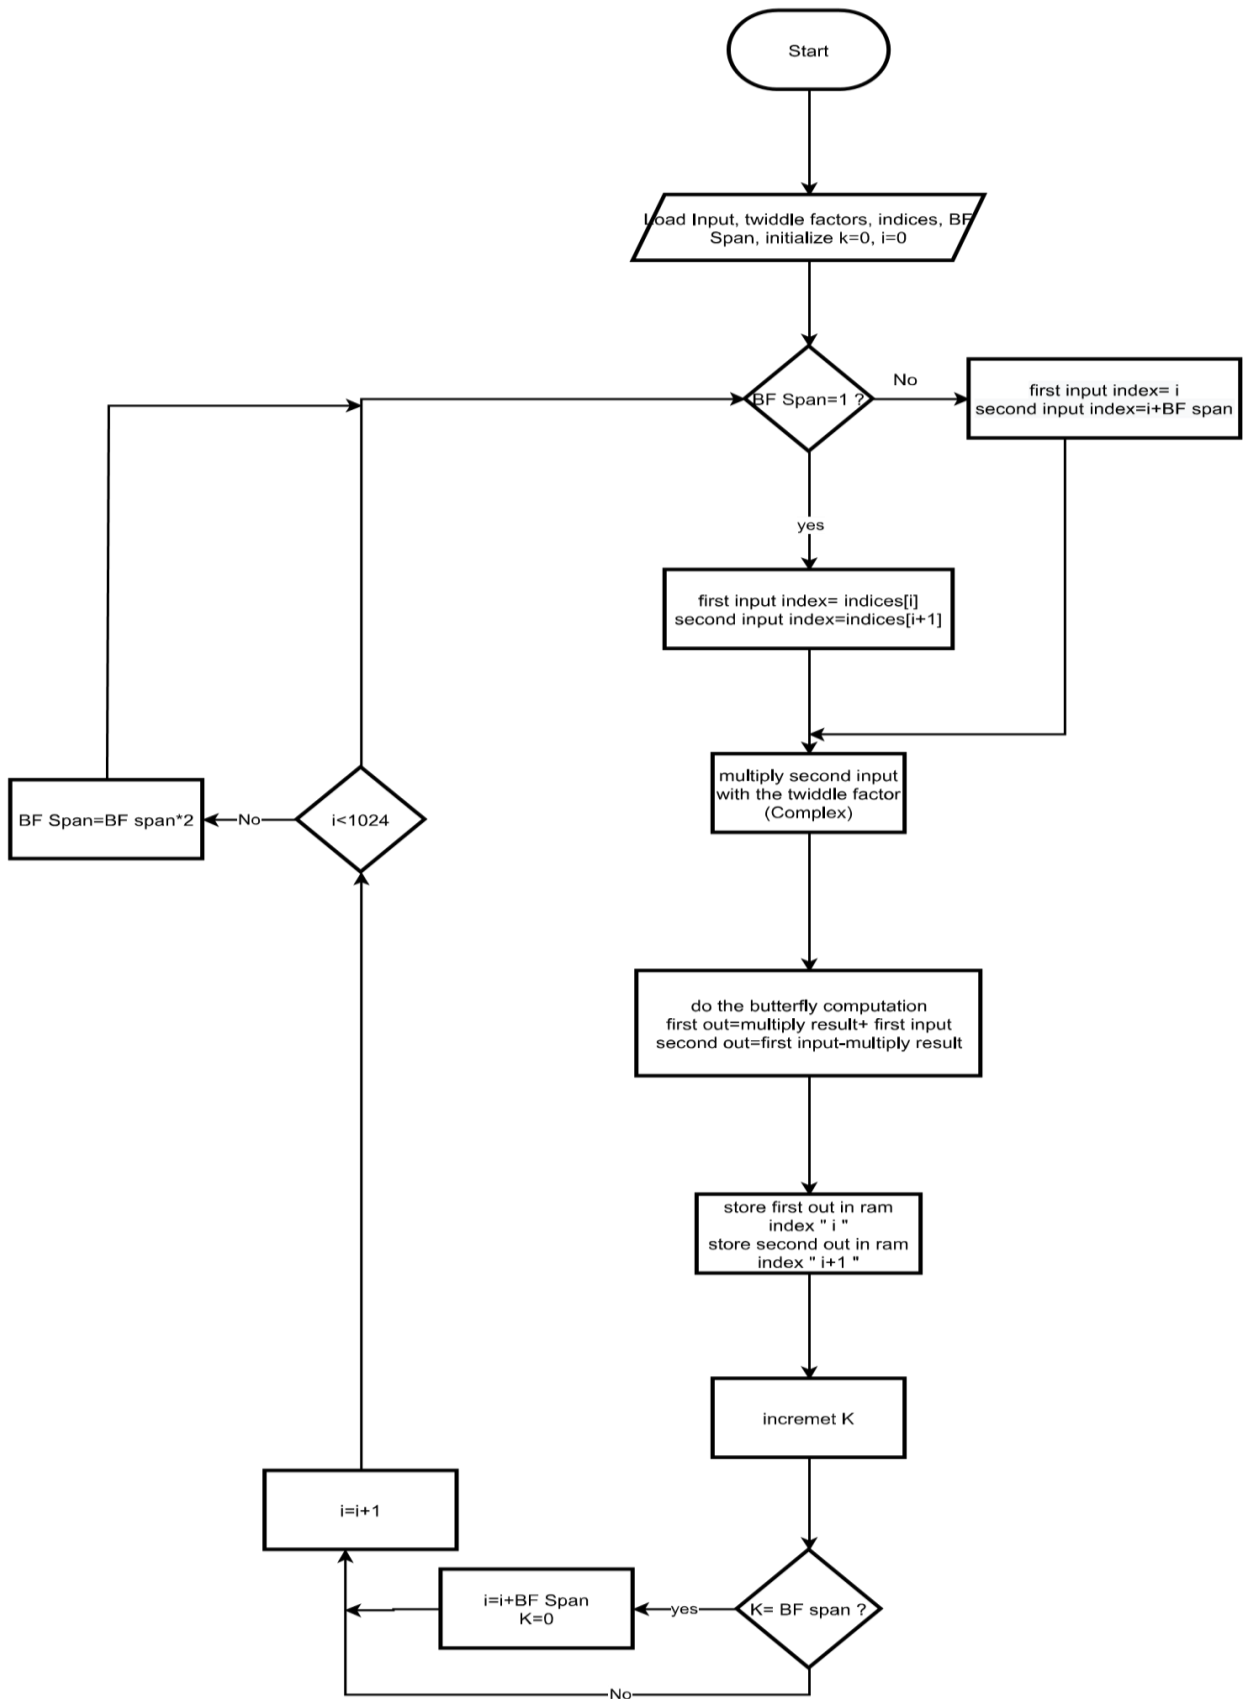 Start
Load Input, twiddle factors, indices, BF
Span, initialize k=0, i=0
BF Span=1 ?
No
first input index= i
second input index=i+BF span
yes
first input index= indices[i]
second input index=indices[i+1]
multiply second input
with the twiddle factor
(Complex)
BF Span=BF span*2
No
i<1024
do the butterfly computation
first out=multiply result+ first input
second out=first input-multiply result
store first out in ram
index " i "
store second out in ram
index " i+1 "
incremet K
i=i+1
i=i+BF Span
K=0
yes
K= BF span ?
No